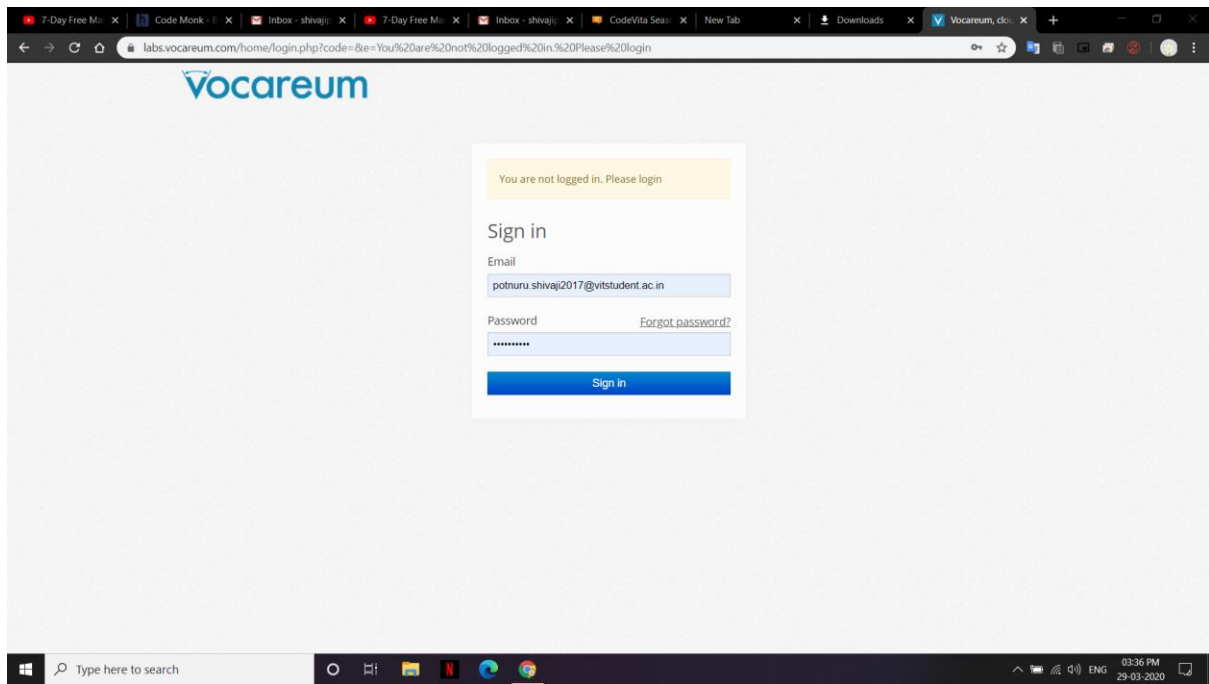 7-Day Free Ma
Code Monk - B
Inbox - shivajip
7-Day Free Ma
Inbox - shivajip
CodeVita Seas
New Tab
Downloads
Vocareum, clou
labs.vocareum.com/home/login.php?code=&e=You%20are%20not%20logged%20in.%20Please%20login
Vocareum
You are not logged in. Please login
Sign in
Email
potnuru.shivaji2017@vitstudent.ac.in
Password Forgot password?
••••••••••
Sign in
Type here to search
ENG
03:36 PM
29-03-2020